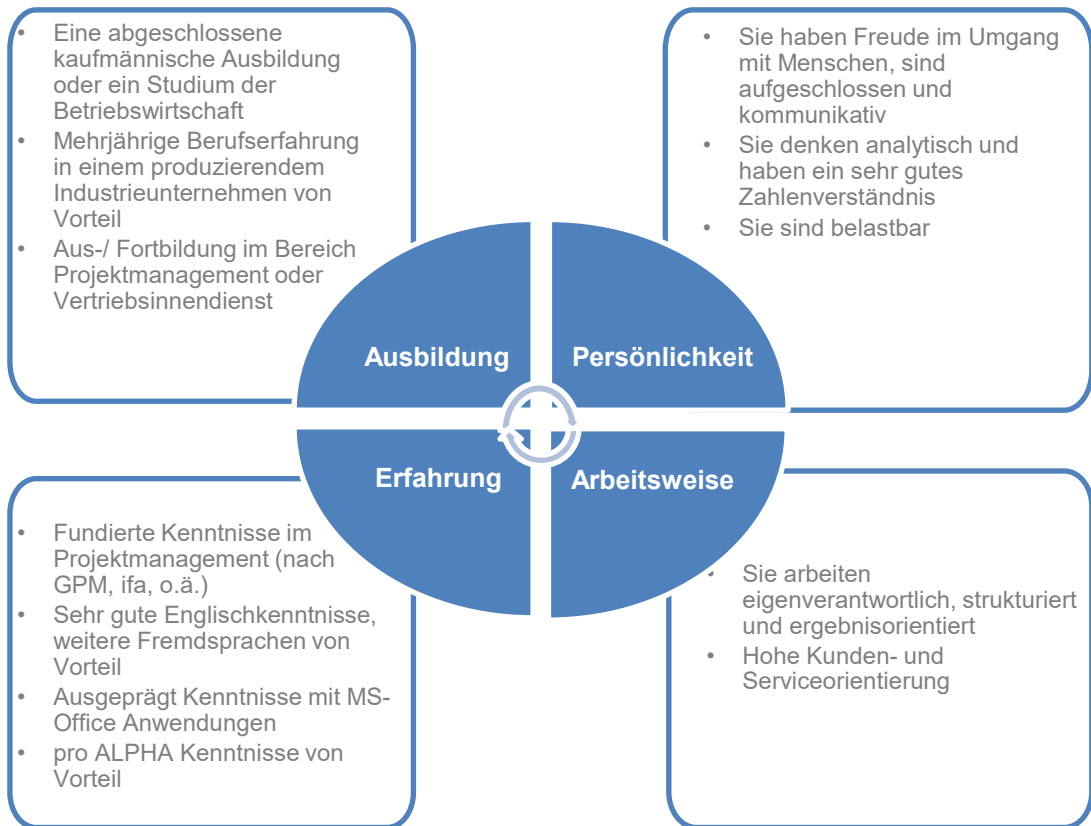 • Eine abgeschlossene
kaufmännische Ausbildung
oder ein Studium der
Betriebswirtschaft
• Mehrjährige Berufserfahrung
in einem produzierendem
Industrieunternehmen von
Vorteil
• Aus-/ Fortbildung im Bereich
Projektmanagement oder
Vertriebsinnendienst
• Sie haben Freude im Umgang
mit Menschen, sind
aufgeschlossen und
kommunikativ
• Sie denken analytisch und
haben ein sehr gutes
Zahlenverständnis
• Sie sind belastbar
Ausbildung
Persönlichkeit
Erfahrung
Arbeitsweise
• Fundierte Kenntnisse im
Projektmanagement (nach
GPM, ifa, o.ä.)
• Sehr gute Englischkenntnisse,
weitere Fremdsprachen von
Vorteil
• Ausgeprägt Kenntnisse mit MS-
Office Anwendungen
• pro ALPHA Kenntnisse von
Vorteil
• Sie arbeiten
eigenverantwortlich, strukturiert
und ergebnisorientiert
• Hohe Kunden- und
Serviceorientierung